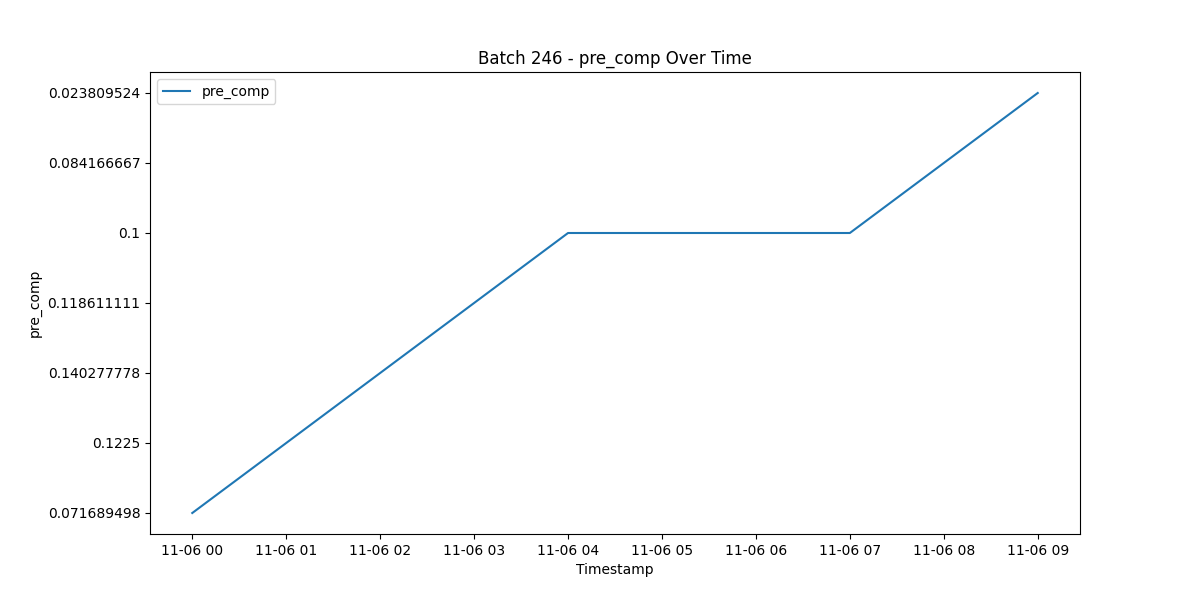 Batch 246 - pre_comp Over Time
pre_comp
0.023809524
0.084166667
0.1
0.118611111
0.140277778
0.1225
0.071689498
pre_comp
11-06 00 11-06 01 11-06 02 11-06 03 11-06 04 11-06 05 11-06 06 11-06 07 11-06 08 11-06 09
Timestamp